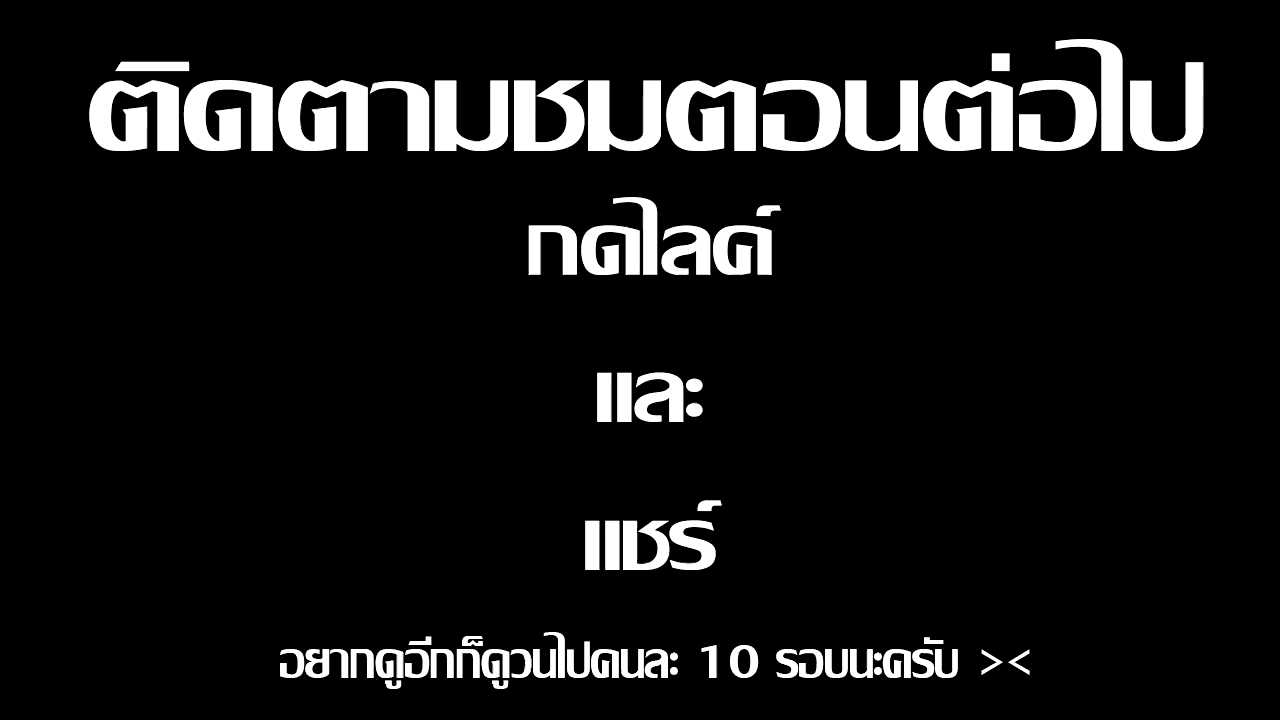 ติดตามชมตอนต่อไป
กดไลค์
และ
แชร์
อยากดูอีกก็ดูวนไปคนละ 10 รอบนะครับ ><